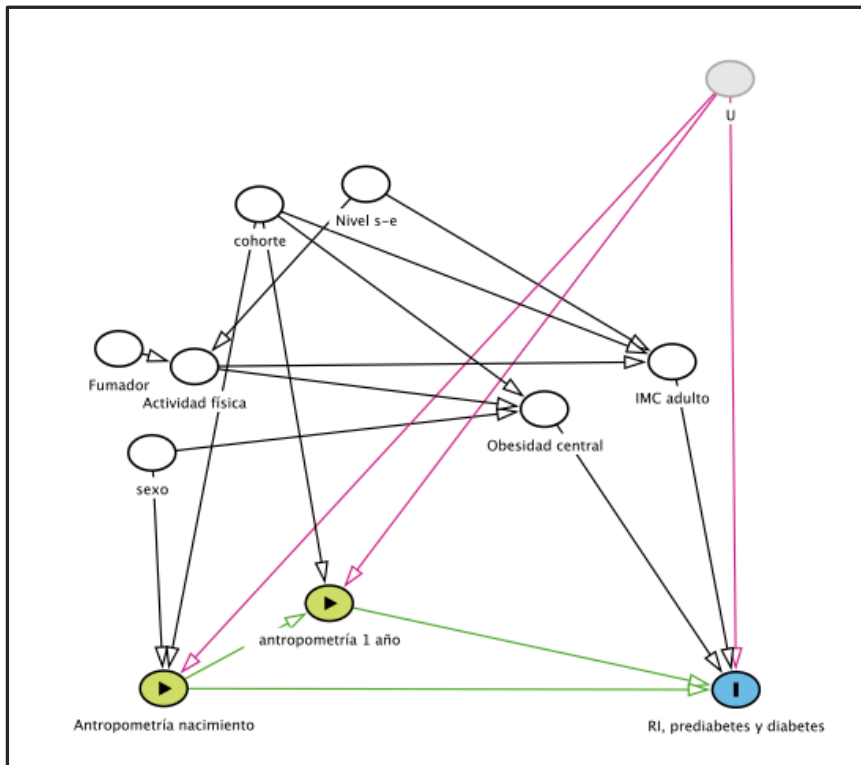 U
Nivel s-e
cohorte
Fumador
Actividad física
IMC adulto
Obesidad central
sexo
antropometría 1 año
Antropometría nacimiento
RI, prediabetes y diabetes